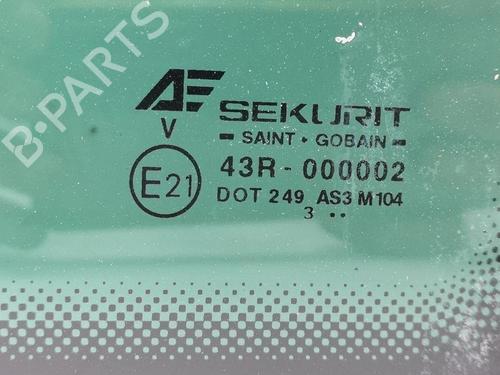 B-PARTS
AE SEKURIT
V
SAINT • GOBAIN
E21
43R - 000002
DOT 249 AS3 M104
3 ••